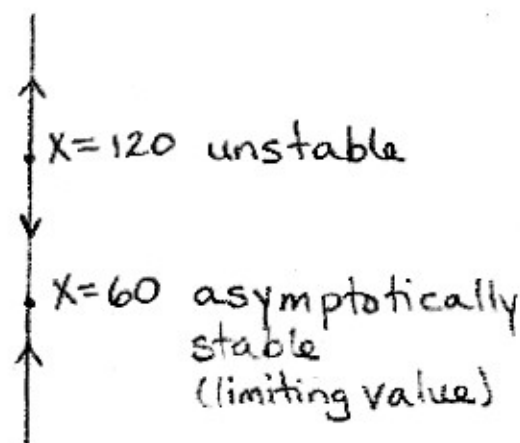 x=120 unstable
x=60 asymptotically
stable
(limiting value)